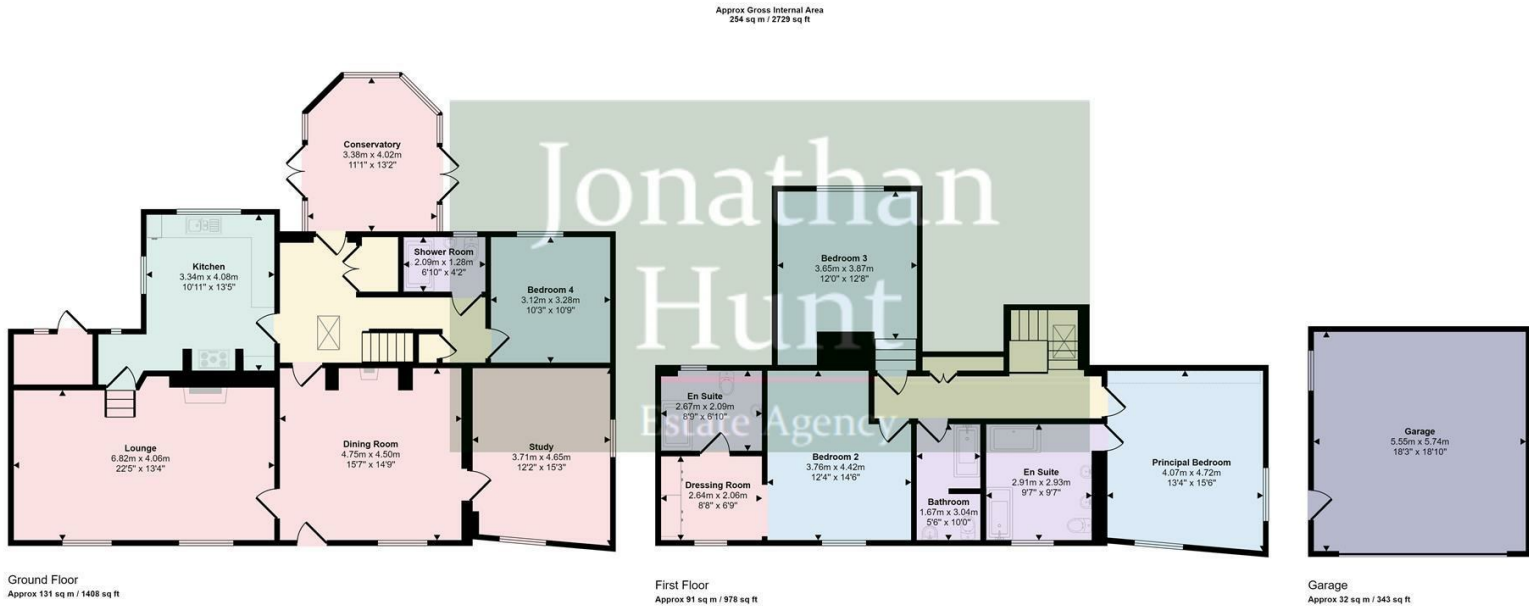 Approx Gross Internal Area
254 sq m / 2729 sq ft
Jonathan
Hunt
Estate Agency
Conservatory
3.38m x 4.02m
11'1" x 13'2"
Kitchen
3.34m x 4.08m
10'11" x 13'5"
Shower Room
2.09m x 1.28m
6'10" x 4'2"
Bedroom 4
3.12m x 3.28m
10'3" x 10'9"
Lounge
6.82m x 4.06m
22'5" x 13'4"
Dining Room
4.75m x 4.50m
15'7" x 14'9"
Study
3.71m x 4.65m
12'2" x 15'3"
Ground Floor
Approx 131 sq m / 1408 sq ft
Bedroom 3
3.65m x 3.87m
12'0" x 12'8"
En Suite
2.67m x 2.09m
8'9" x 6'10"
Dressing Room
2.64m x 2.06m
8'8" x 6'9"
Bedroom 2
3.76m x 4.42m
12'4" x 14'6"
Bathroom
1.67m x 3.04m
5'6" x 10'0"
En Suite
2.91m x 2.93m
9'7" x 9'7"
Principal Bedroom
4.07m x 4.72m
13'4" x 15'6"
First Floor
Approx 91 sq m / 978 sq ft
Garage
5.55m x 5.74m
18'3" x 18'10"
Garage
Approx 32 sq m / 343 sq ft